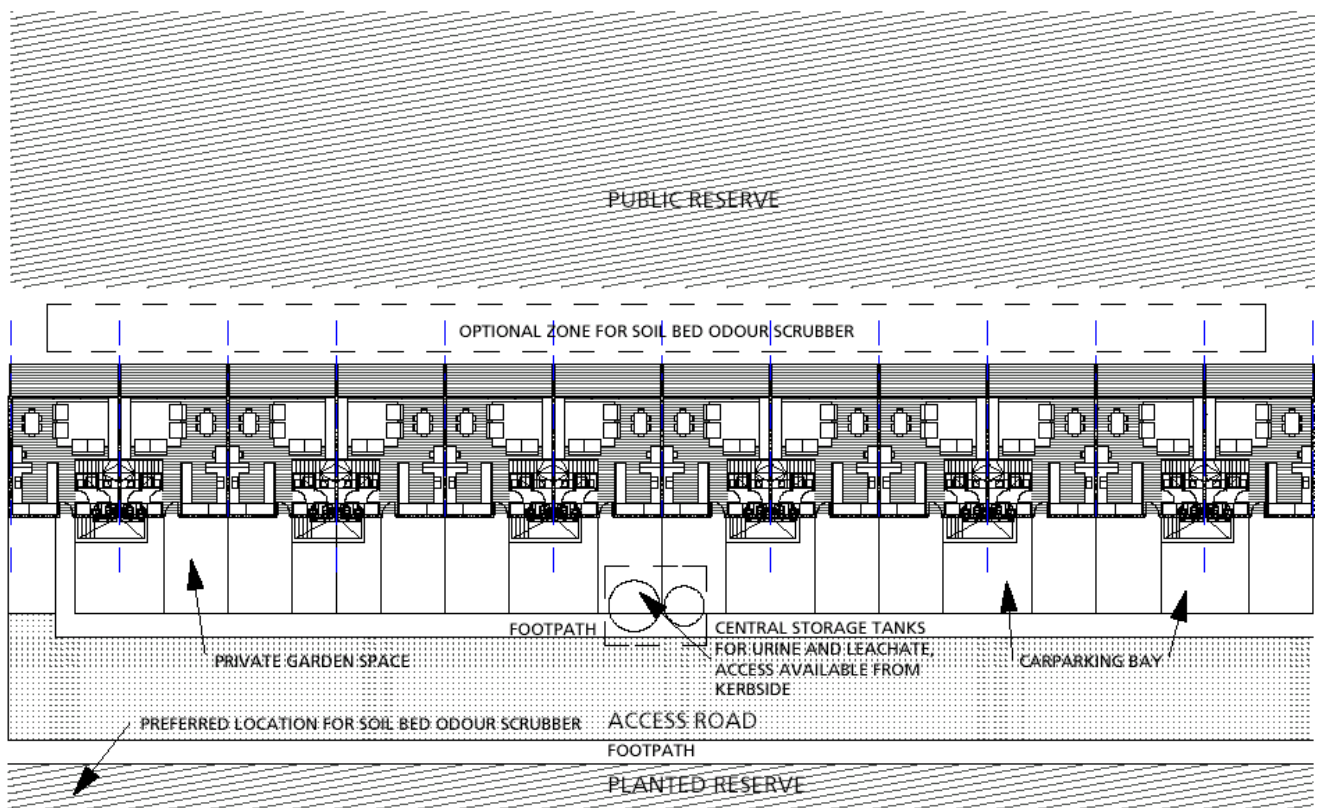 PUBLIC RESERVE
OPTIONAL ZONE FOR SOIL BED ODOUR SCRUBBER
FOOTPATH
CENTRAL STORAGE TANKS
FOR URINE AND LEACHATE,
ACCESS AVAILABLE FROM
KERBSIDE
PRIVATE GARDEN SPACE
CARPARKING BAY
PREFERRED LOCATION FOR SOIL BED ODOUR SCRUBBER
ACCESS ROAD
FOOTPATH
PLANTED RESERVE